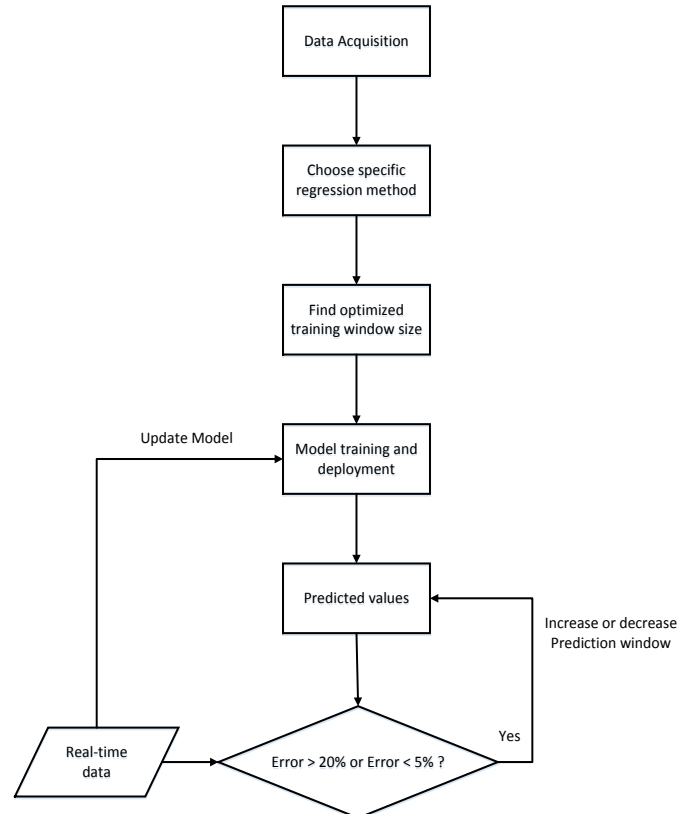 Data Acquisition
Choose specific
regression method
Find optimized
training window size
Update Model
Model training and
deployment
Predicted values
Increase or decrease
Prediction window
Yes
Real-time
data
Error > 20% or Error < 5% ?